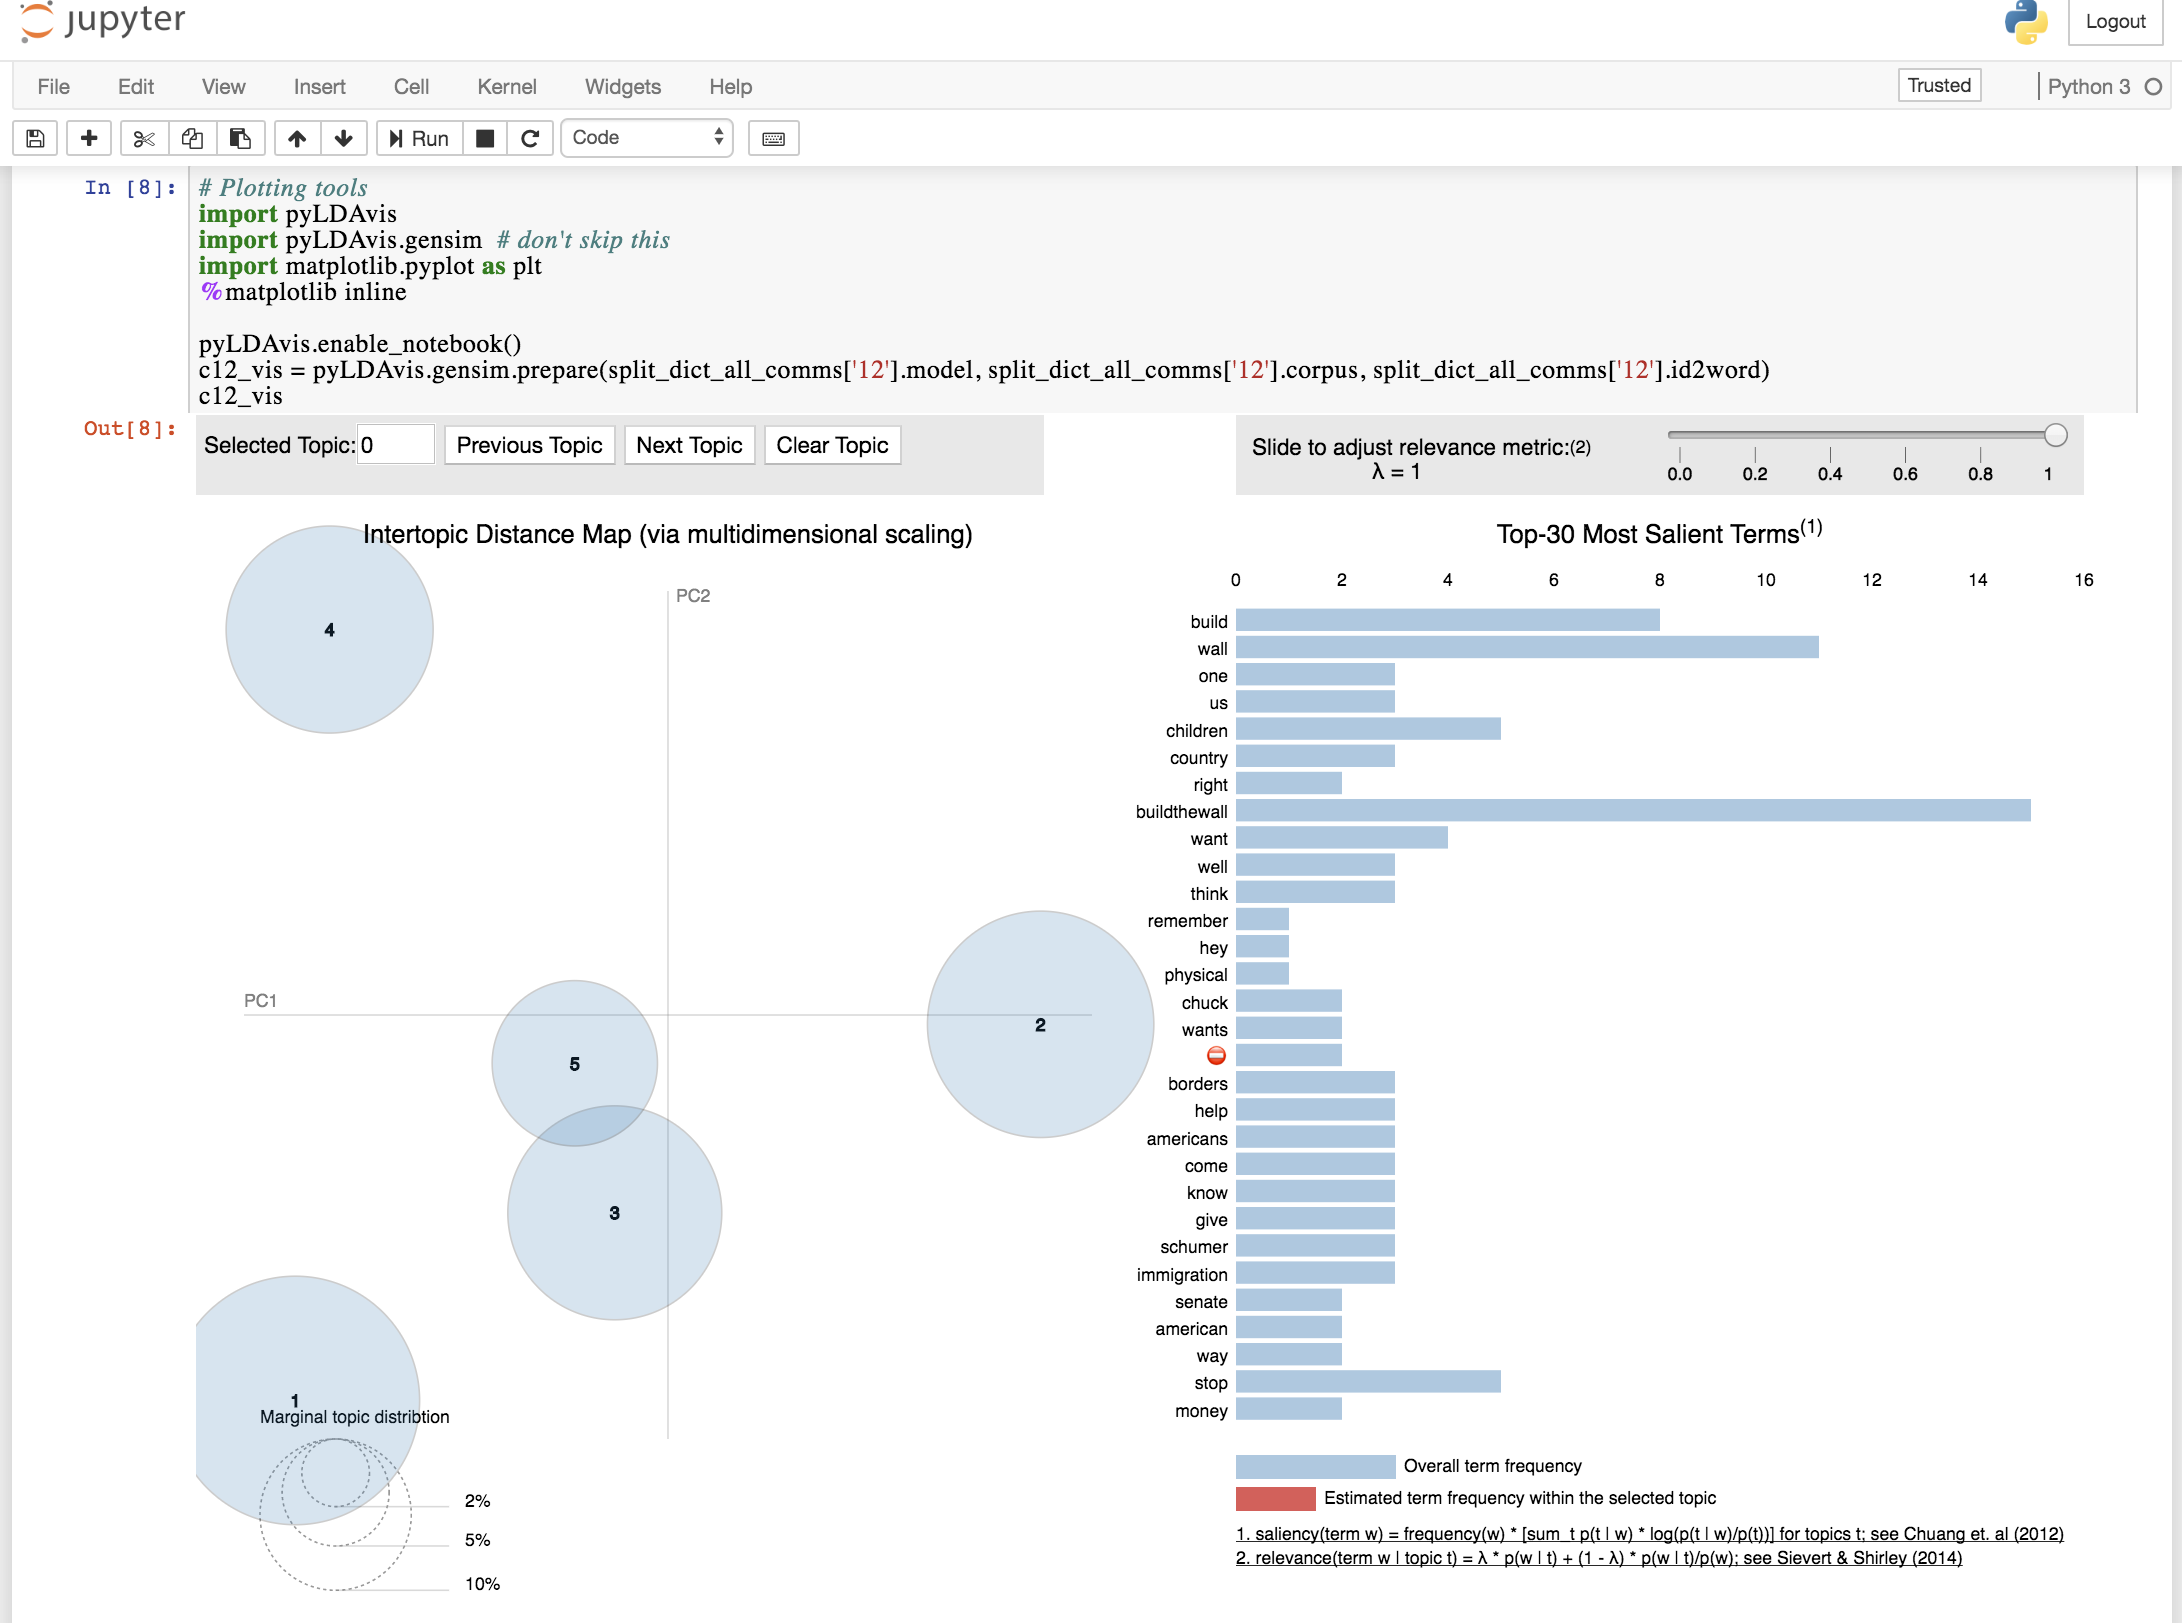 jupyter
Logout
File Edit View Insert Cell Kernel Widgets Help
Trusted
Python 3
Run
Code
In [8]:
# Plotting tools
import pyLDAvis
import pyLDAvis.gensim # don't skip this
import matplotlib.pyplot as plt
%matplotlib inline
pyLDAvis.enable_notebook()
c12_vis = pyLDAvis.gensim.prepare(split_dict_all_comms['12'].model, split_dict_all_comms['12'].corpus, split_dict_all_comms['12'].id2word)
c12_vis
Out[8]:
Selected Topic: 0 Previous Topic Next Topic Clear Topic
Slide to adjust relevance metric:(2)
λ = 1
0.0 0.2 0.4 0.6 0.8 1
Intertopic Distance Map (via multidimensional scaling)
PC2
4
PC1
2
5
3
1
Marginal topic distribtion
2%
5%
10%
Top-30 Most Salient Terms(1)
0 2 4 6 8 10 12 14 16
build
wall
one
us
children
country
right
buildthewall
want
well
think
remember
hey
physical
chuck
wants
⛔
borders
help
americans
come
know
give
schumer
immigration
senate
american
way
stop
money
Overall term frequency
Estimated term frequency within the selected topic
1. saliency(term w) = frequency(w) * [sum_t p(t | w) * log(p(t | w)/p(t))] for topics t; see Chuang et. al (2012)
2. relevance(term w | topic t) = λ * p(w | t) + (1 - λ) * p(w | t)/p(w); see Sievert & Shirley (2014)